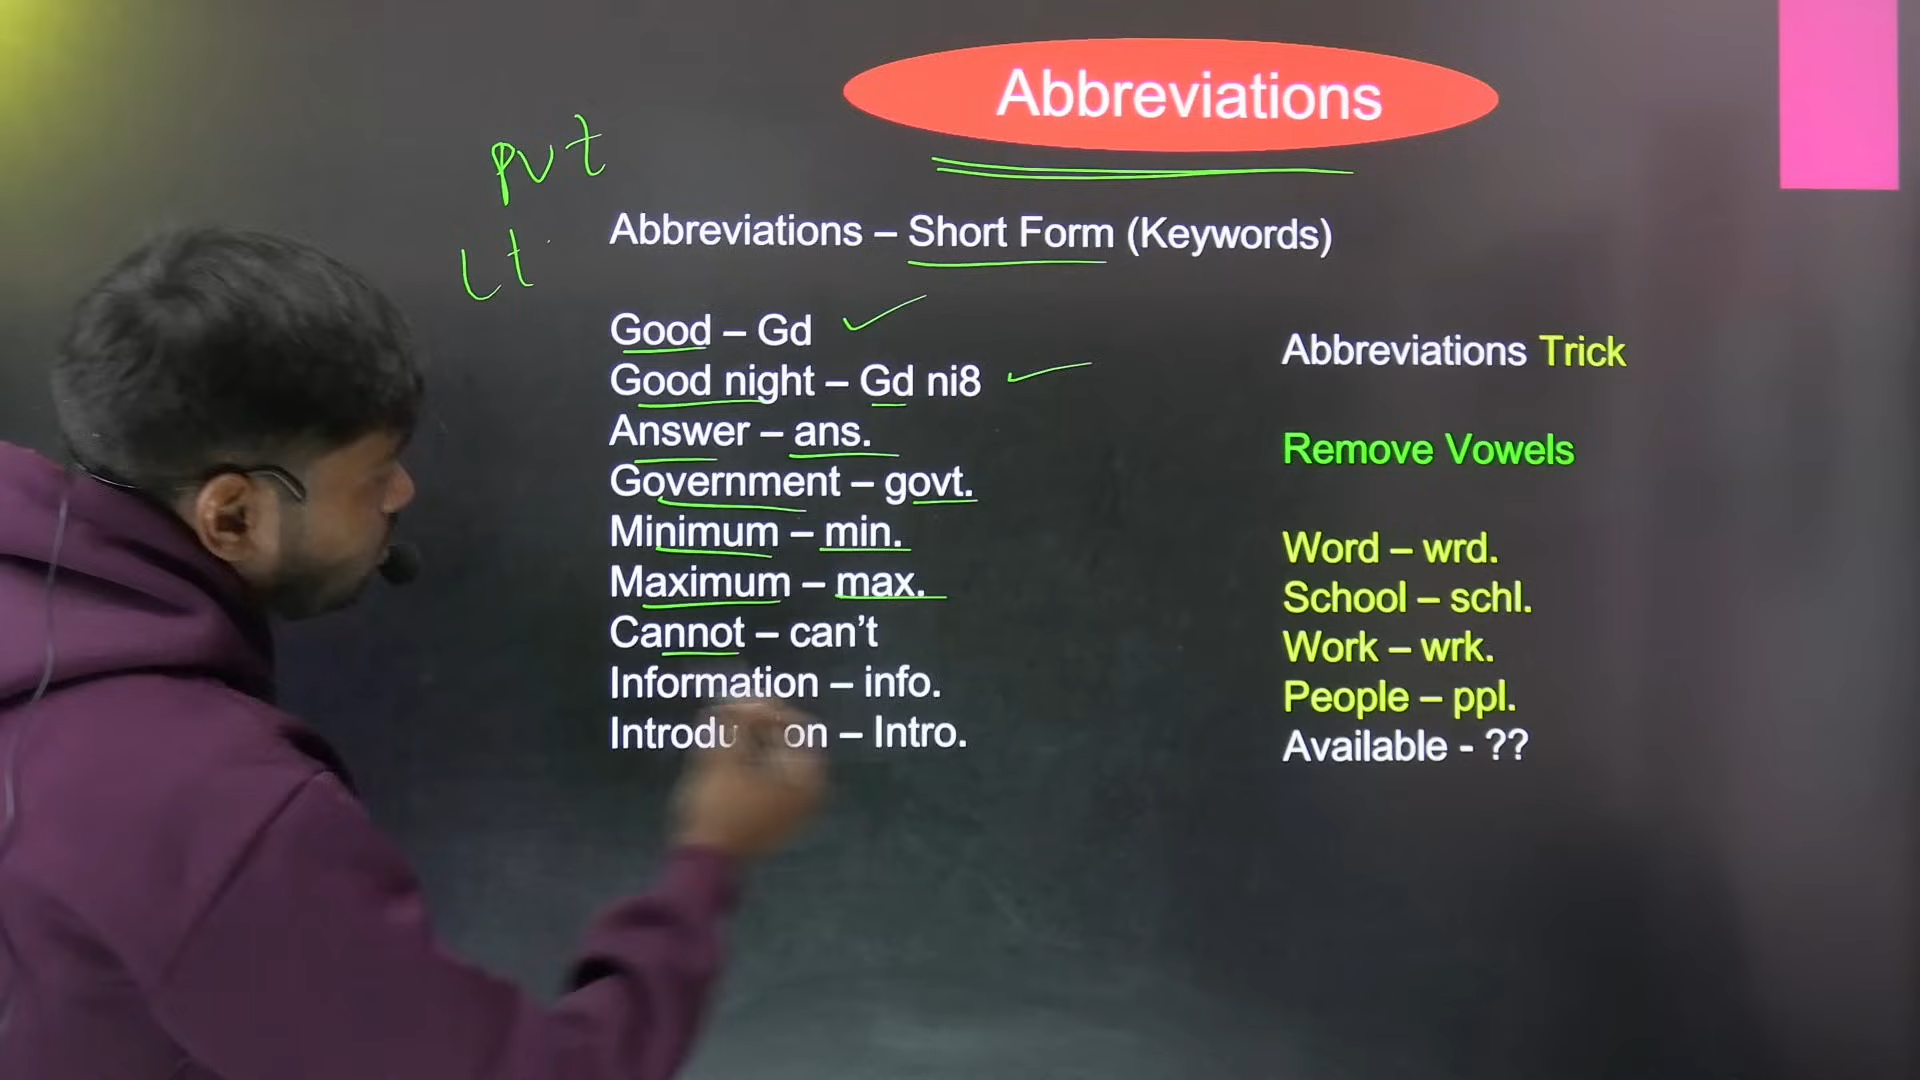 Abbreviations
pvt
Lt
Abbreviations – Short Form (Keywords)
Good – Gd
Good night – Gd ni8
Answer – ans.
Government – govt.
Minimum – min.
Maximum – max.
Cannot – can’t
Information – info.
– Intro.
Abbreviations Trick
Remove Vowels
Word – wrd.
School – schl.
Work – wrk.
People – ppl.
Available - ??